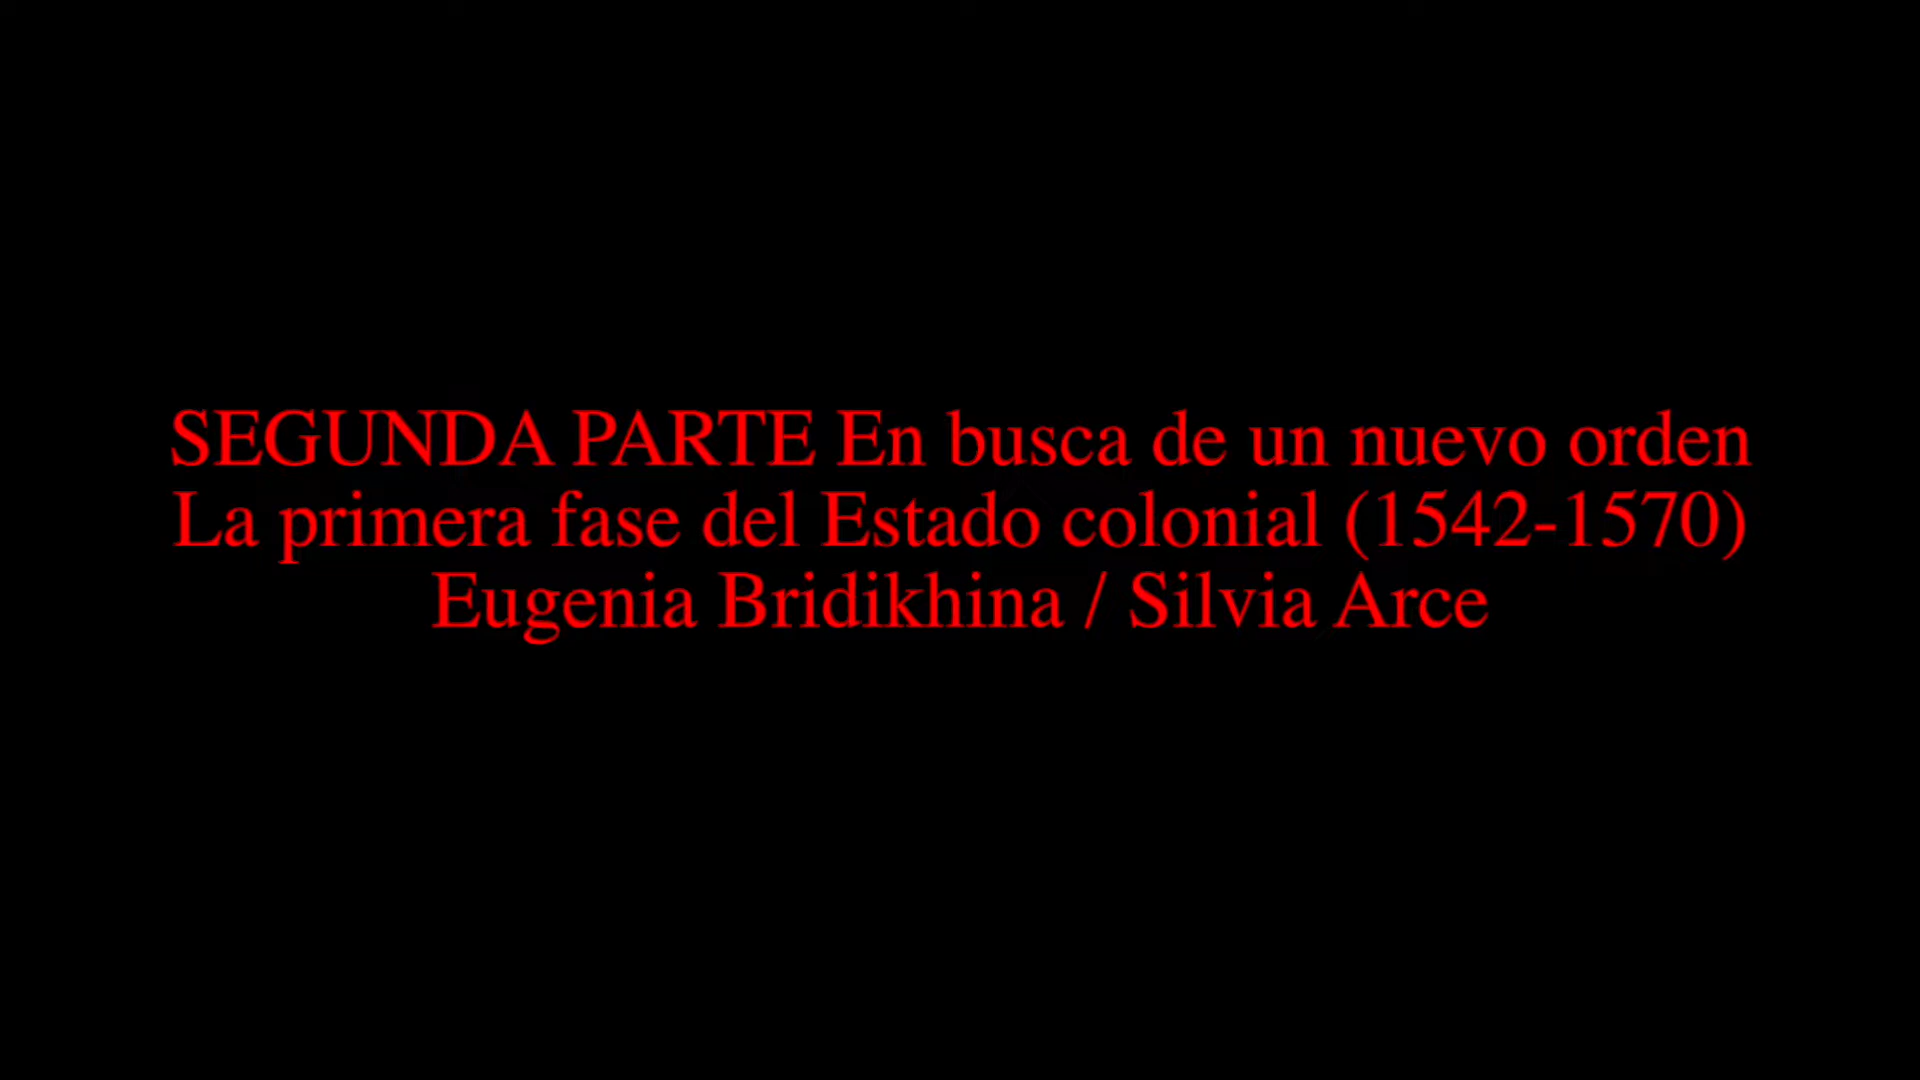 SEGUNDA PARTE En busca de un nuevo orden
La primera fase del Estado colonial (1542-1570)
Eugenia Bridikhina / Silvia Arce